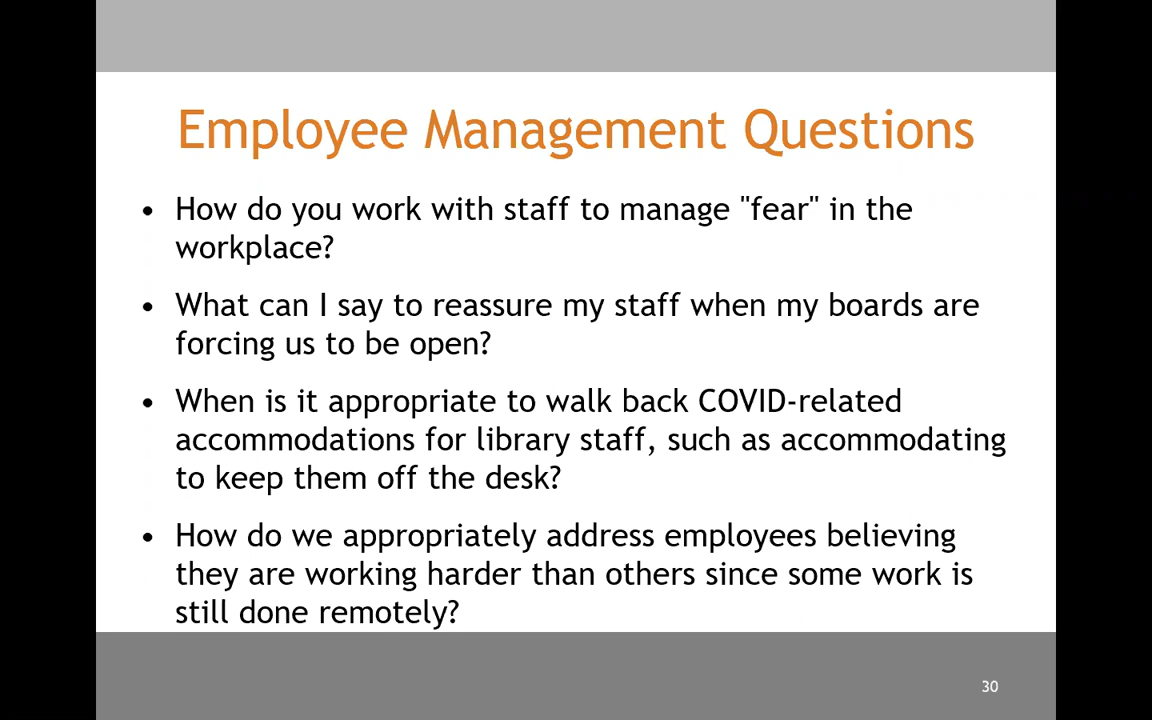 Employee Management Questions
• How do you work with staff to manage "fear" in the
workplace?
• What can I say to reassure my staff when my boards are
forcing us to be open?
• When is it appropriate to walk back COVID-related
accommodations for library staff, such as accommodating
to keep them off the desk?
• How do we appropriately address employees believing
they are working harder than others since some work is
still done remotely?
30